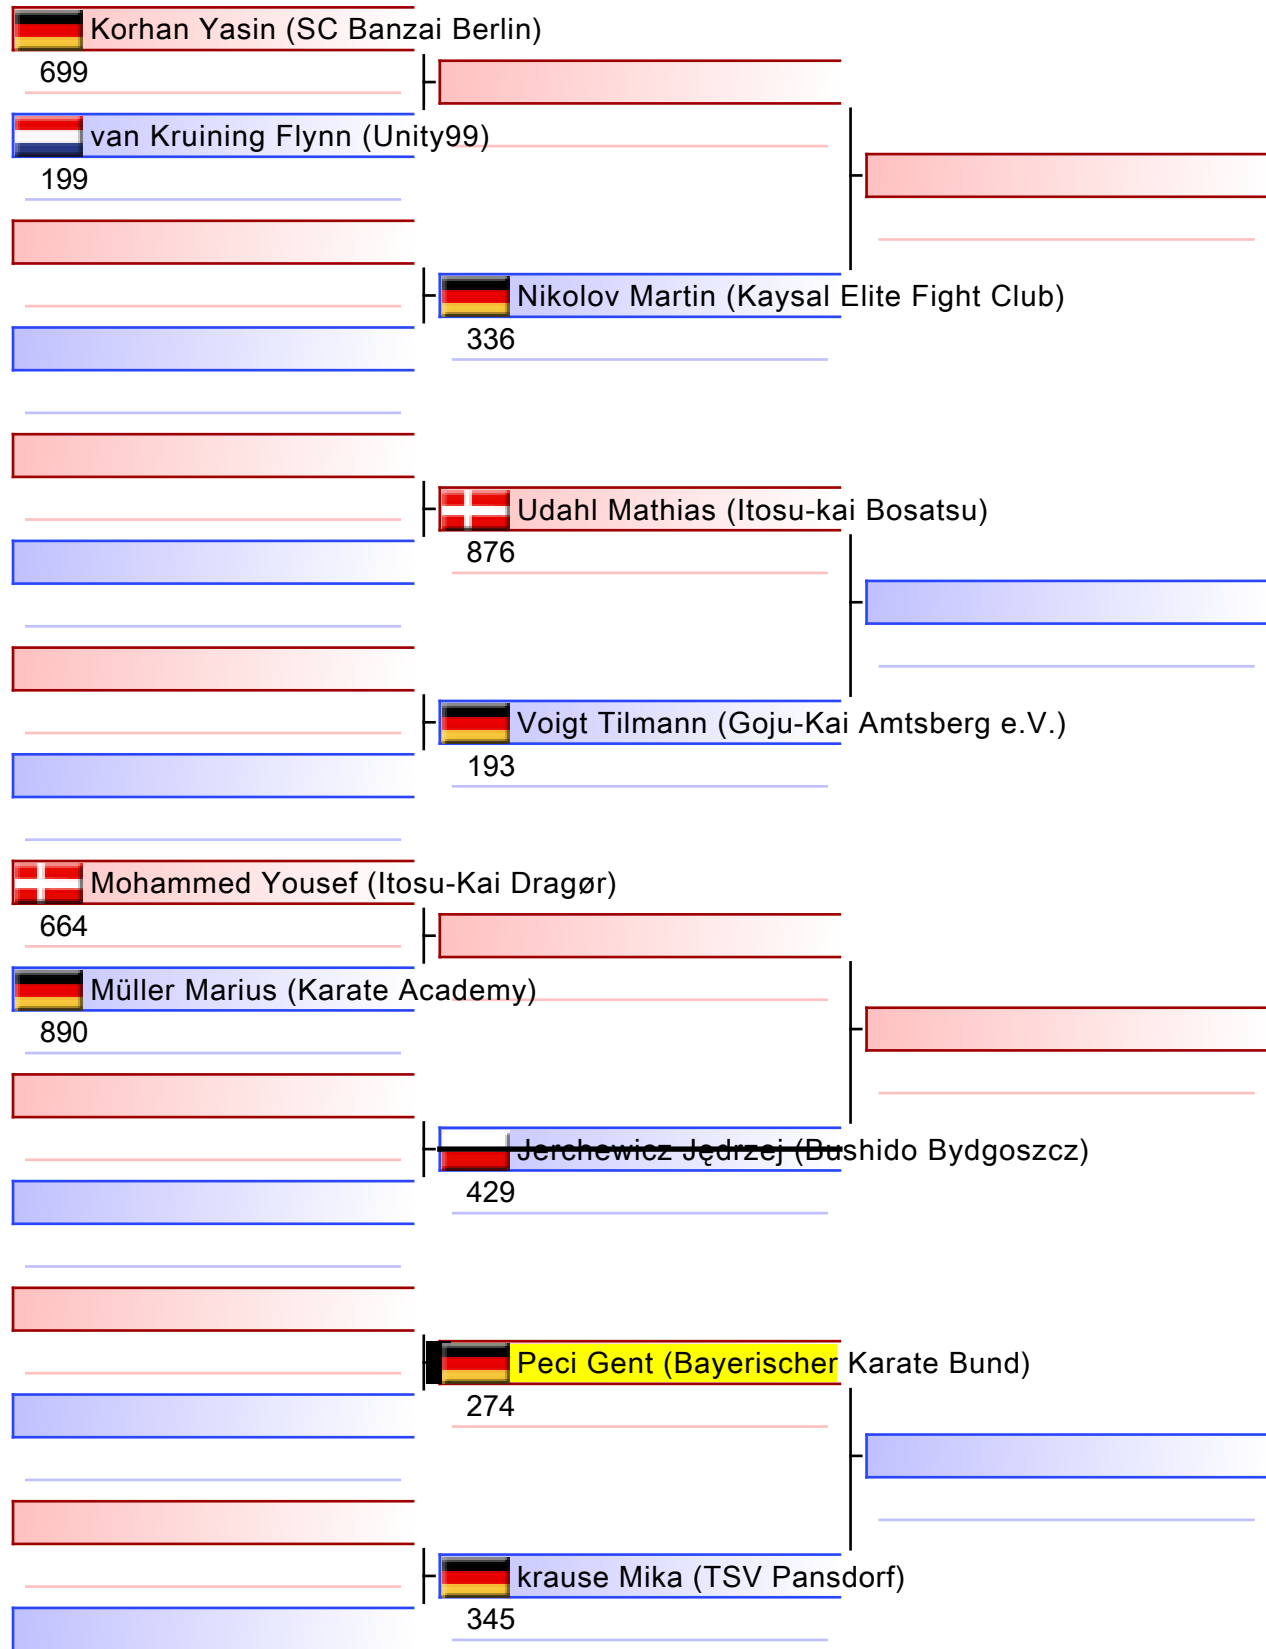 Korhan Yasin (SC Banzai Berlin)
699
van Kruining Flynn (Unity99)
199
Nikolov Martin (Kaysal Elite Fight Club)
336
Udahl Mathias (Itosu-kai Bosatsu)
876
Voigt Tilmann (Goju-Kai Amtsberg e.V.)
193
Mohammed Yousef (Itosu-Kai Dragør)
664
Müller Marius (Karate Academy)
890
Jerchewicz Jędrzej (Bushido Bydgoszcz)
429
Peci Gent (Bayerischer Karate Bund)
274
krause Mika (TSV Pansdorf)
345